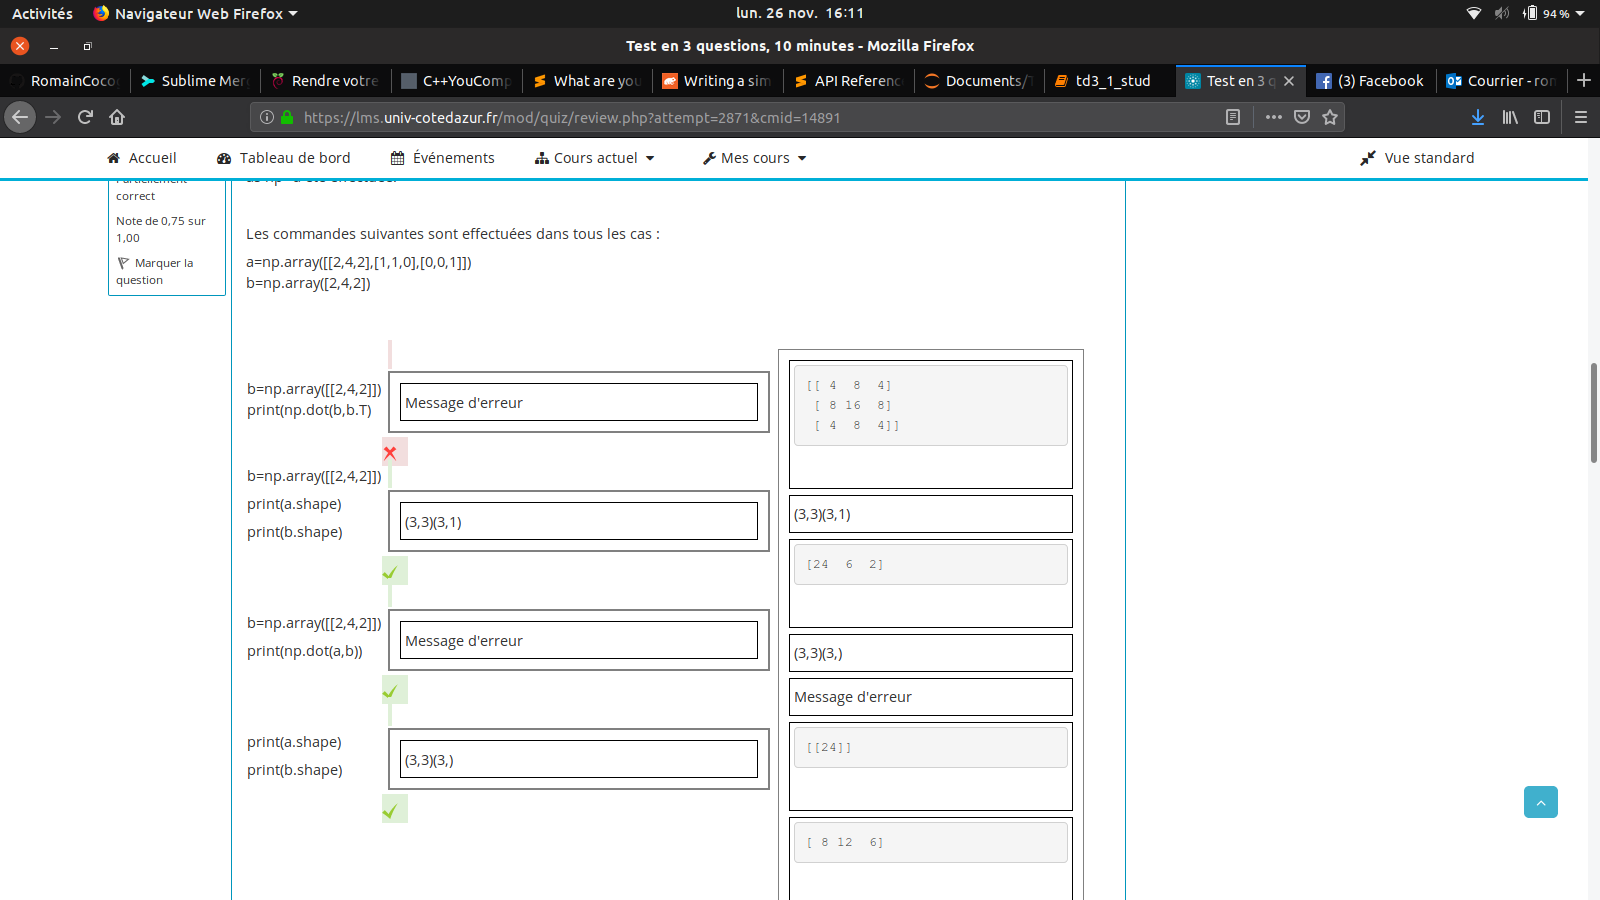 Activités Navigateur Web Firefox lun. 26 nov. 16:11 94 %
Test en 3 questions, 10 minutes - Mozilla Firefox
RomainCoco Sublime Mer Rendre votre C++YouComp What are you Writing a sim API Referenc Documents/ td3_1_stud Test en 3 q (3) Facebook Courrier - ron
https://lms.univ-cotedazur.fr/mod/quiz/review.php?attempt=2871&cmid=14891
Accueil Tableau de bord Événements Cours actuel Mes cours Vue standard
Partiellement
correct
Note de 0,75 sur
1,00
Marquer la
question
Les commandes suivantes sont effectuées dans tous les cas :
a=np.array([[2,4,2],[1,1,0],[0,0,1]])
b=np.array([2,4,2])
b=np.array([[2,4,2]])
print(np.dot(b,b.T)
Message d'erreur
b=np.array([[2,4,2]])
print(a.shape)
print(b.shape)
(3,3)(3,1)
b=np.array([[2,4,2]])
print(np.dot(a,b))
Message d'erreur
print(a.shape)
print(b.shape)
(3,3)(3,)
[[ 4 8 4]
[ 8 16 8]
[ 4 8 4]]
(3,3)(3,1)
[24 6 2]
(3,3)(3,)
Message d'erreur
[[24]]
[ 8 12 6]